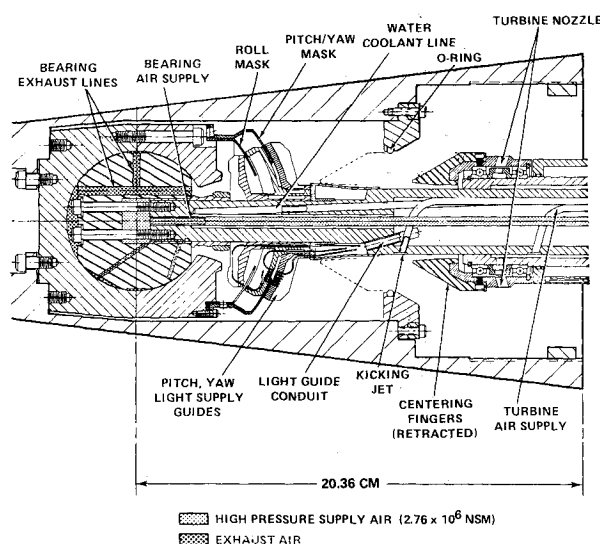 TURBINE NOZZLE
WATER
COOLANT LINE
PITCH/YAW
MASK
ROLL
MASK
O-RING
BEARING
AIR SUPPLY
BEARING
EXHAUST LINES
PITCH, YAW
LIGHT SUPPLY
GUIDES
LIGHT GUIDE
CONDUIT
KICKING
JET
CENTERING
FINGERS
(RETRACTED)
TURBINE
AIR SUPPLY
20.36 CM
HIGH PRESSURE SUPPLY AIR (2.76 x 10⁶ NSM)
EXHAUST AIR